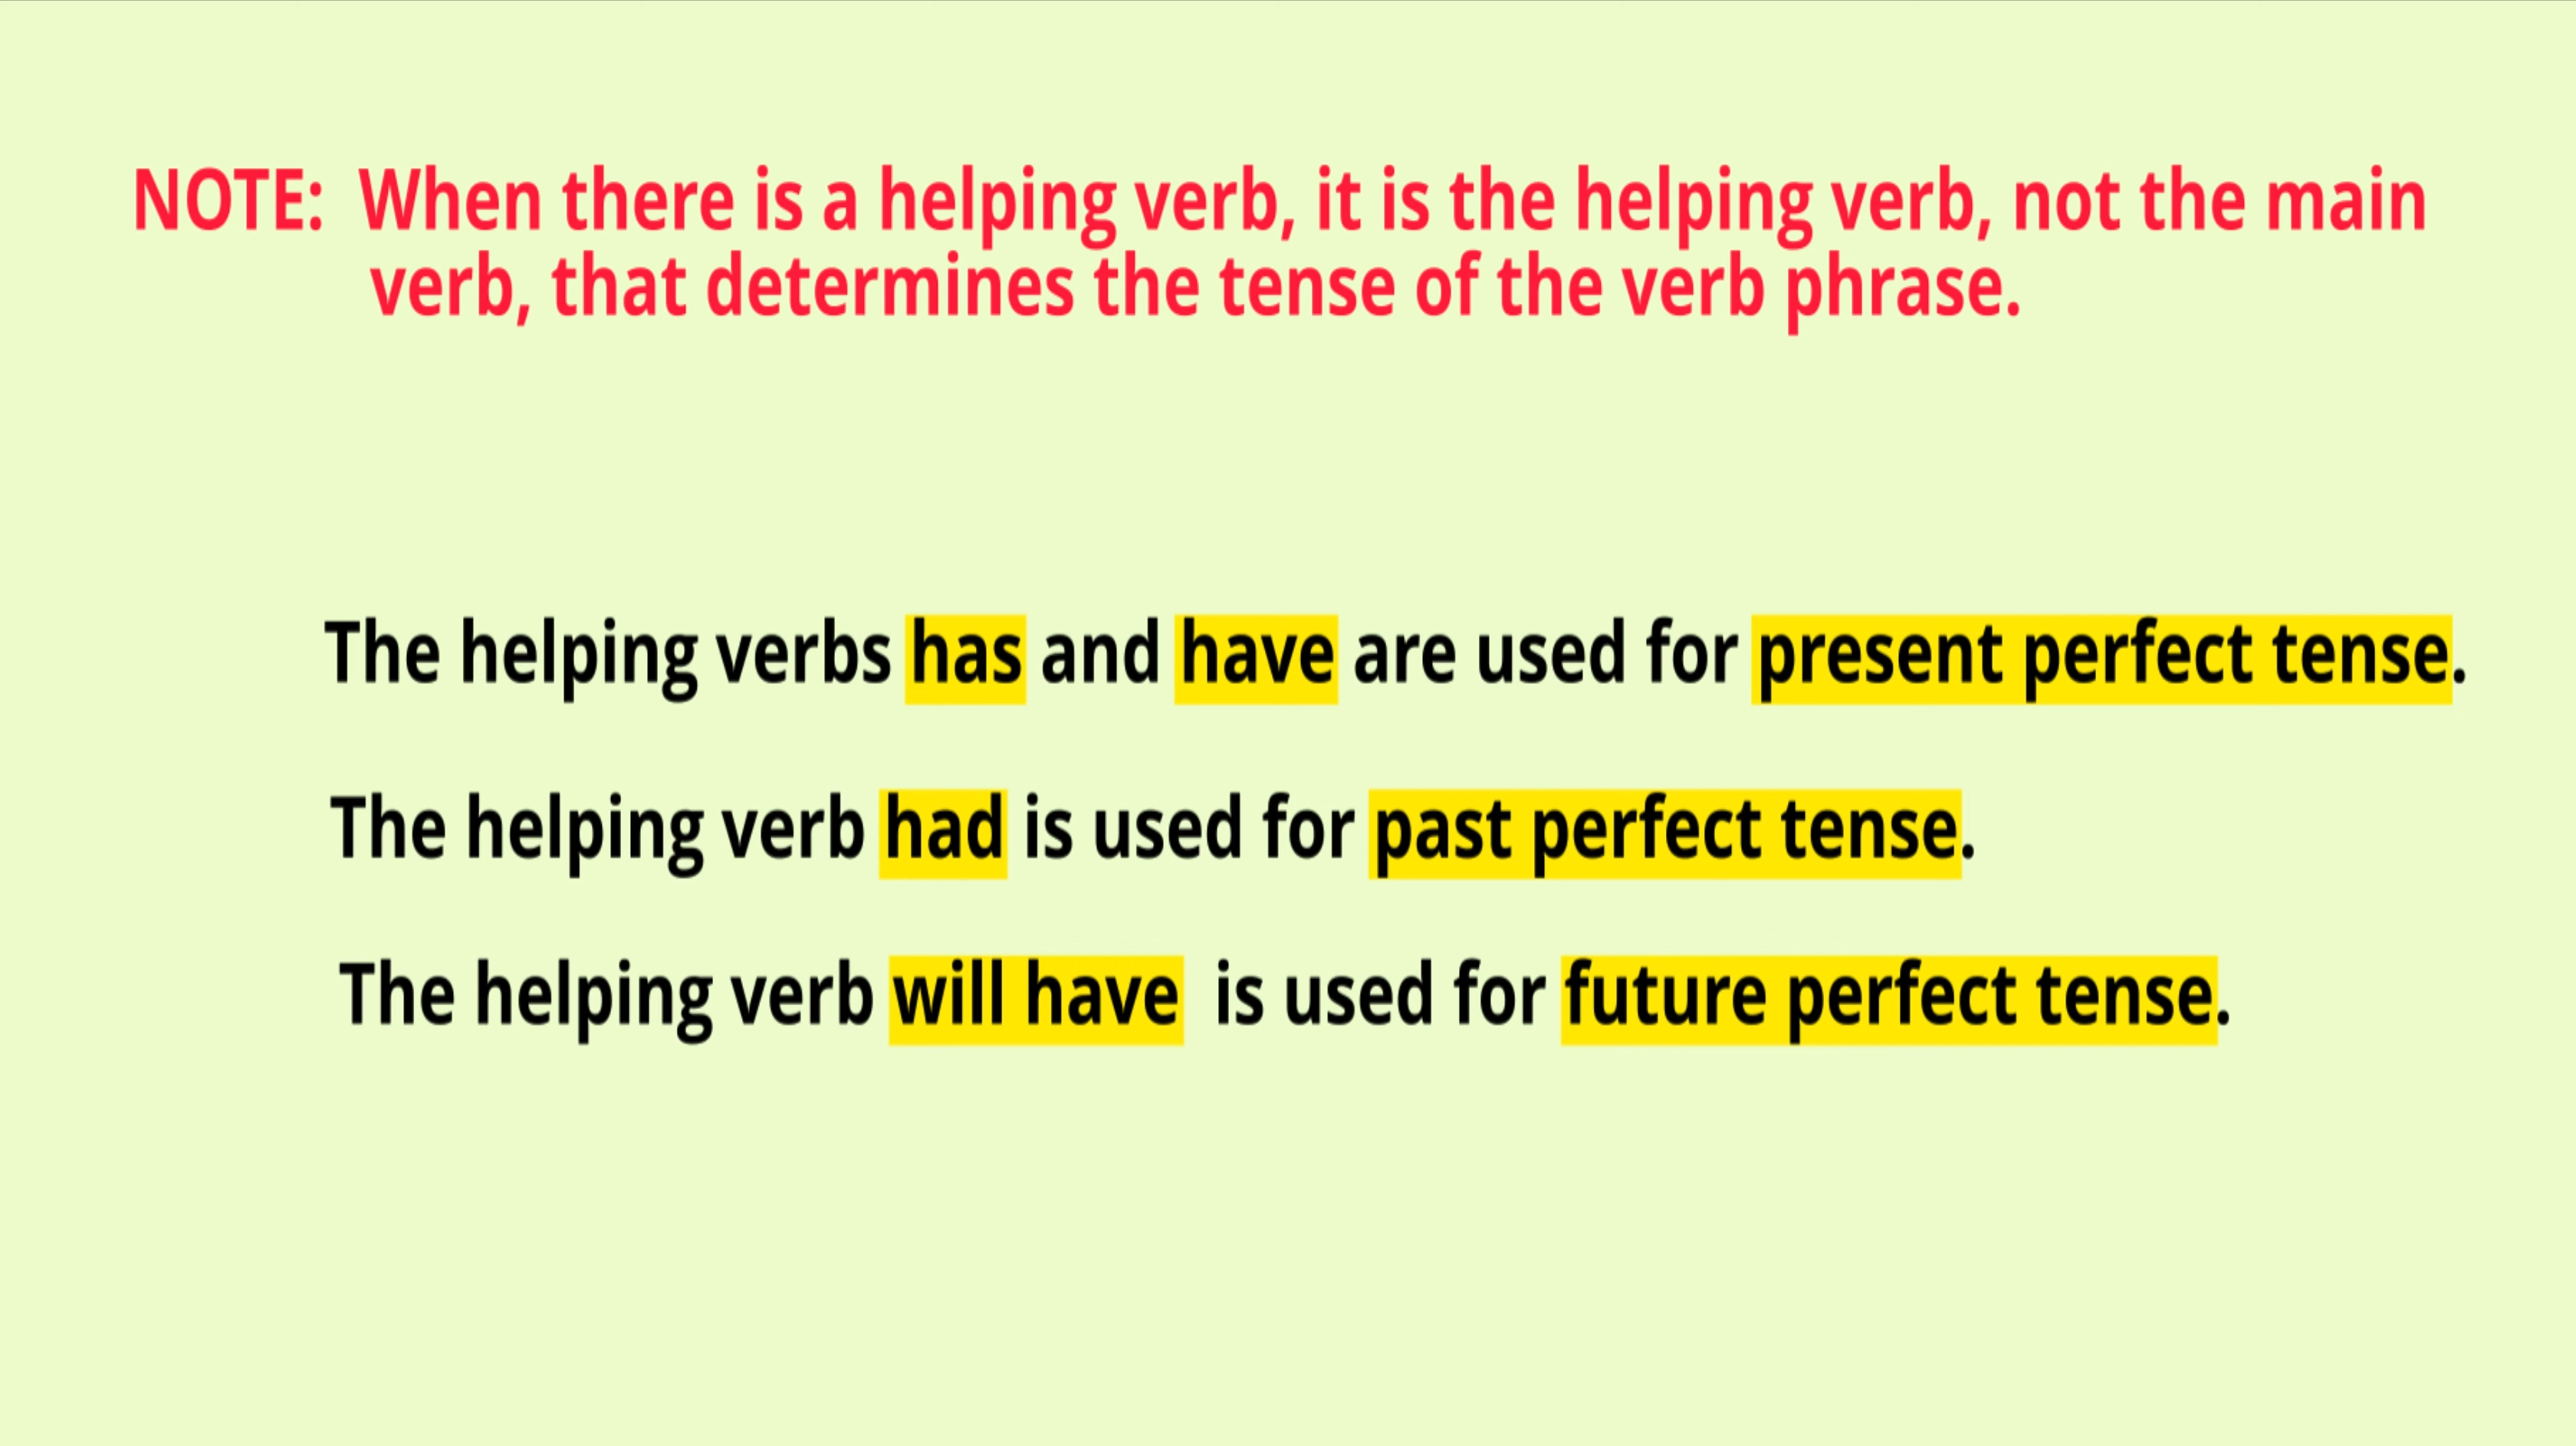 NOTE: When there is a helping verb, it is the helping verb, not the main
verb, that determines the tense of the verb phrase.
The helping verbs has and have are used for present perfect tense.
The helping verb had is used for past perfect tense.
The helping verb will have is used for future perfect tense.